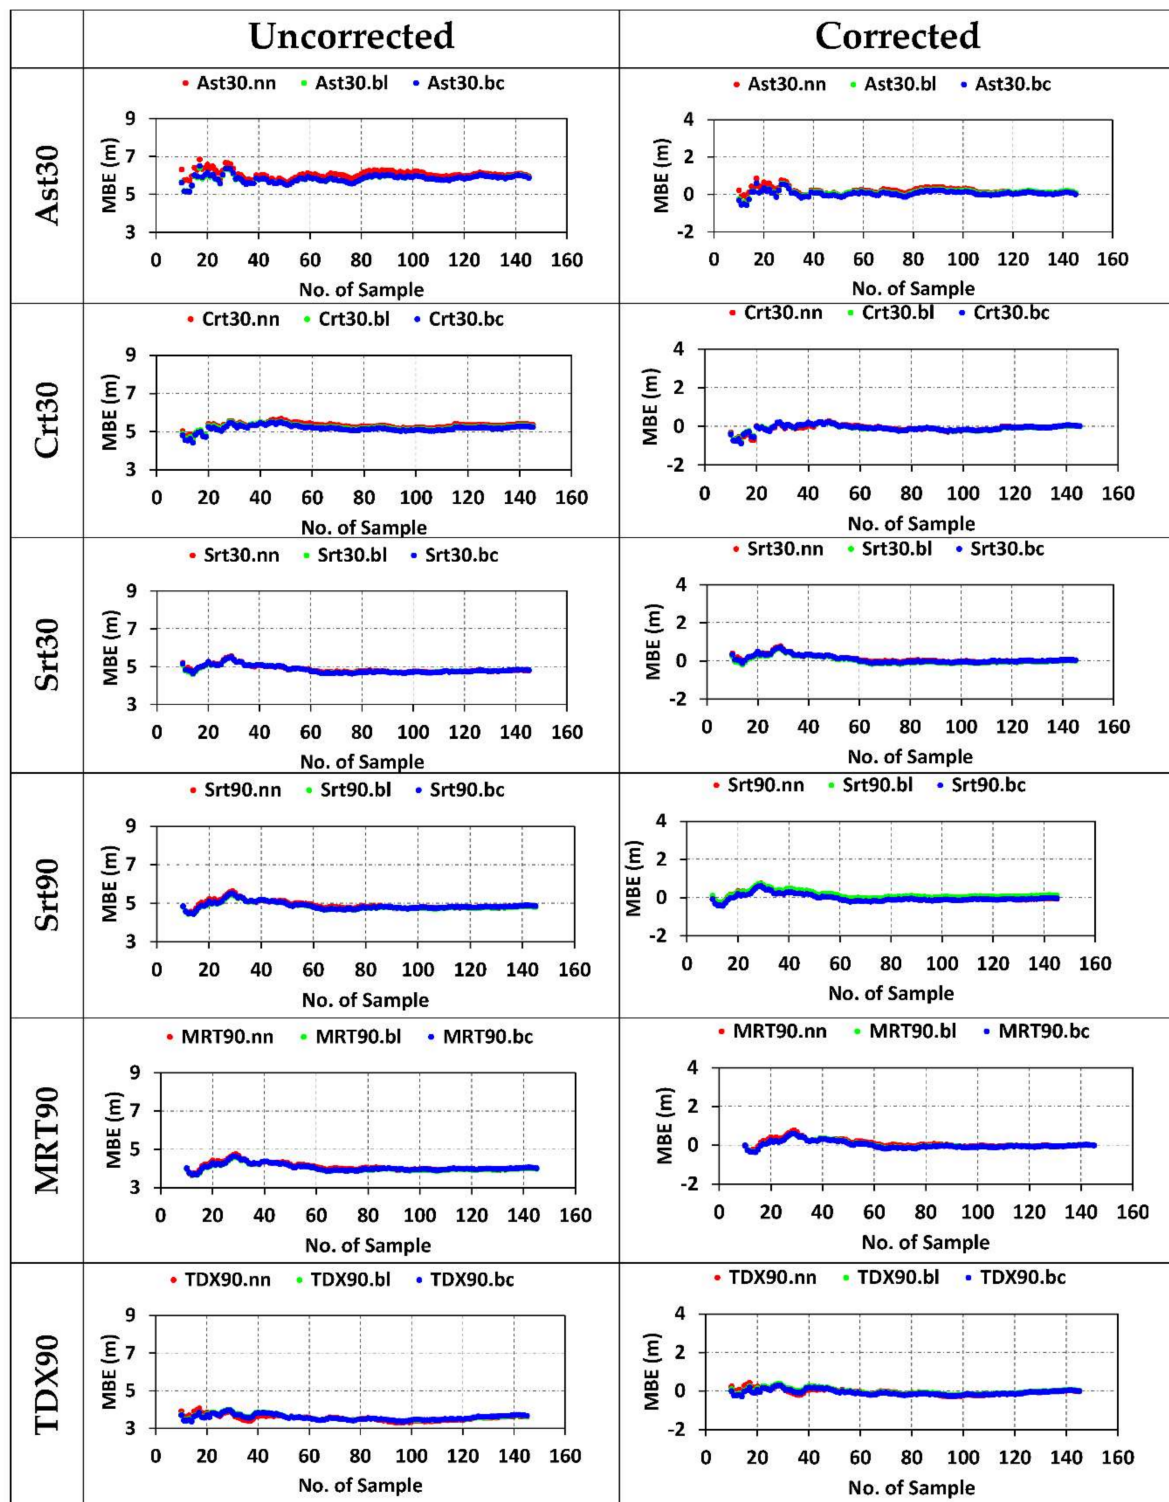 Uncorrected
Corrected
Ast30
Ast30.nn Ast30.bl Ast30.bc
MBE (m)
9
7
5
3
0 20 40 60 80 100 120 140 160
No. of Sample
Ast30.nn Ast30.bl Ast30.bc
MBE (m)
4
2
0
-2
0 20 40 60 80 100 120 140 160
No. of Sample
Crt30
Crt30.nn Crt30.bl Crt30.bc
MBE (m)
9
7
5
3
0 20 40 60 80 100 120 140 160
No. of Sample
Crt30.nn Crt30.bl Crt30.bc
MBE (m)
4
2
0
-2
0 20 40 60 80 100 120 140 160
No. of Sample
Srt30
Srt30.nn Srt30.bl Srt30.bc
MBE (m)
9
7
5
3
0 20 40 60 80 100 120 140 160
No. of Sample
Srt30.nn Srt30.bl Srt30.bc
MBE (m)
4
2
0
-2
0 20 40 60 80 100 120 140 160
No. of Sample
Srt90
Srt90.nn Srt90.bl Srt90.bc
MBE (m)
9
7
5
3
0 20 40 60 80 100 120 140 160
No. of Sample
Srt90.nn Srt90.bl Srt90.bc
MBE (m)
4
2
0
-2
0 20 40 60 80 100 120 140 160
No. of Sample
MRT90
MRT90.nn MRT90.bl MRT90.bc
MBE (m)
9
7
5
3
0 20 40 60 80 100 120 140 160
No. of Sample
MRT90.nn MRT90.bl MRT90.bc
MBE (m)
4
2
0
-2
0 20 40 60 80 100 120 140 160
No. of Sample
TDX90
TDX90.nn TDX90.bl TDX90.bc
MBE (m)
9
7
5
3
0 20 40 60 80 100 120 140 160
No. of Sample
TDX90.nn TDX90.bl TDX90.bc
MBE (m)
4
2
0
-2
0 20 40 60 80 100 120 140 160
No. of Sample